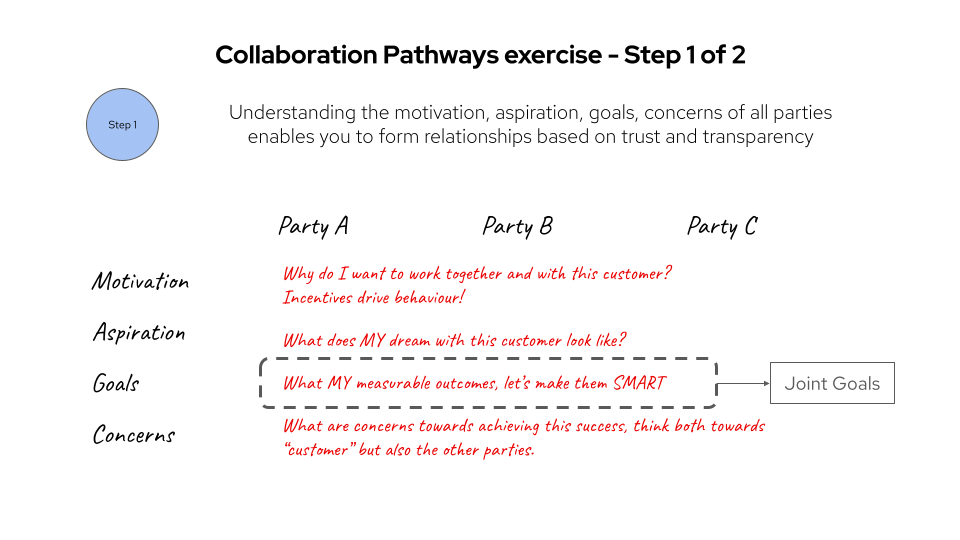 Collaboration Pathways exercise - Step 1 of 2
Step 1
Understanding the motivation, aspiration, goals, concerns of all parties
enables you to form relationships based on trust and transparency
Party A Party B Party C
Motivation
Why do I want to work together and with this customer?
Incentives drive behaviour!
Aspiration
What does MY dream with this customer look like?
Goals
What MY measurable outcomes, let's make them SMART
Joint Goals
Concerns
What are concerns towards achieving this success, think both towards
“customer” but also the other parties.